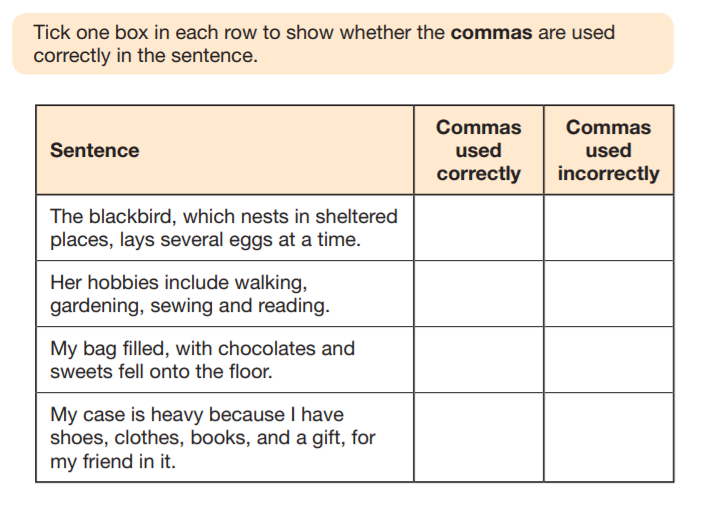 Tick one box in each row to show whether the commas are used
correctly in the sentence.
Sentence
Commas
used
correctly
Commas
used
incorrectly
The blackbird, which nests in sheltered
places, lays several eggs at a time.
Her hobbies include walking,
gardening, sewing and reading.
My bag filled, with chocolates and
sweets fell onto the floor.
My case is heavy because I have
shoes, clothes, books, and a gift, for
my friend in it.